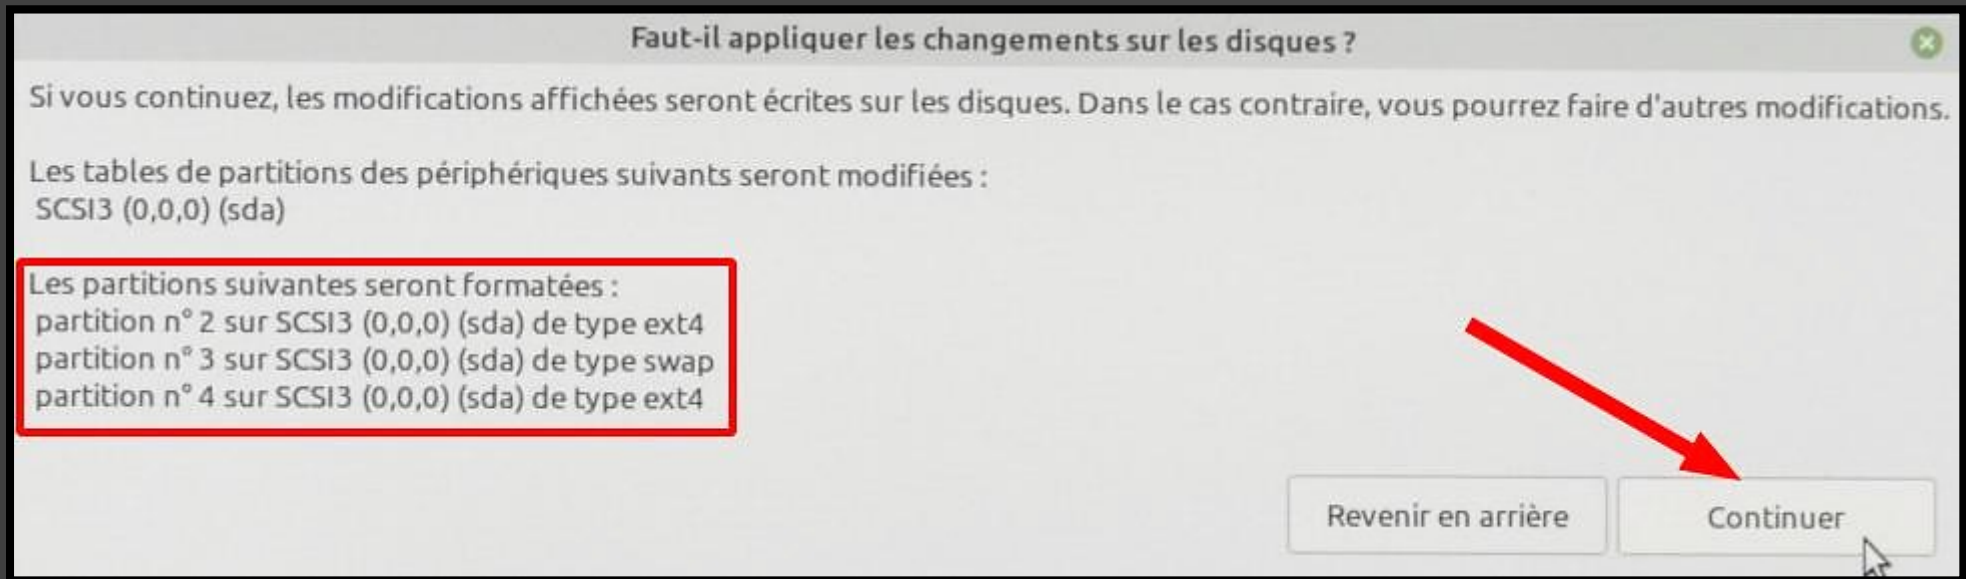 Faut-il appliquer les changements sur les disques ?
Si vous continuez, les modifications affichées seront écrites sur les disques. Dans le cas contraire, vous pourrez faire d'autres modifications.
Les tables de partitions des périphériques suivants seront modifiées :
SCSI3 (0,0,0) (sda)
Les partitions suivantes seront formatées :
partition n° 2 sur SCSI3 (0,0,0) (sda) de type ext4
partition n° 3 sur SCSI3 (0,0,0) (sda) de type swap
partition n° 4 sur SCSI3 (0,0,0) (sda) de type ext4
Revenir en arrière
Continuer